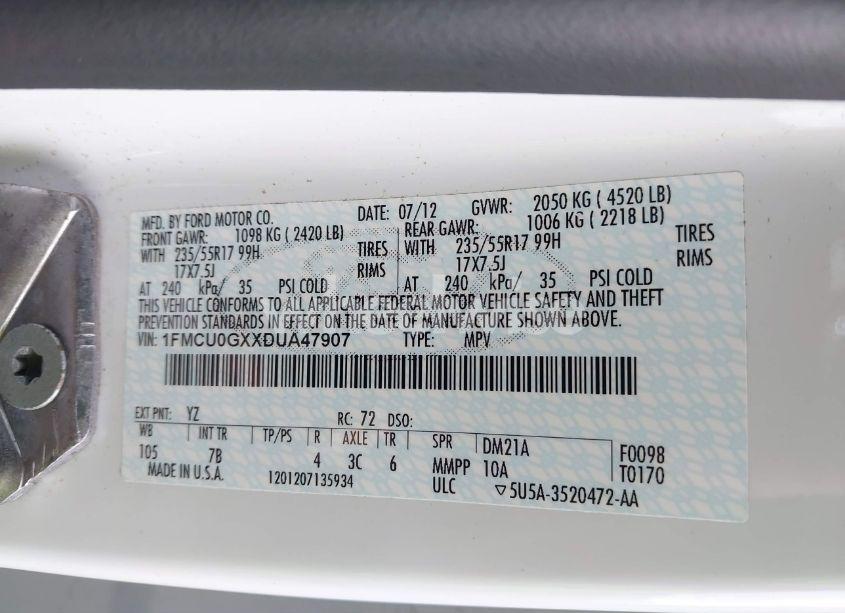 MFD. BY FORD MOTOR CO. DATE: 07/12 GVWR: 2050 KG ( 4520 LB)
FRONT GAWR: 1098 KG ( 2420 LB) REAR GAWR: 1006 KG ( 2218 LB)
WITH 235/55R17 99H TIRES WITH 235/55R17 99H TIRES
17X7.5J RIMS 17X7.5J RIMS
AT 240 kPa/ 35 PSI COLD AT 240 kPa/ 35 PSI COLD
THIS VEHICLE CONFORMS TO ALL APPLICABLE FEDERAL MOTOR VEHICLE SAFETY AND THEFT
PREVENTION STANDARDS IN EFFECT ON THE DATE OF MANUFACTURE SHOWN ABOVE.
VIN: 1FMCU0GXXDUA47907 TYPE: MPV
EXT PNT: YZ RC: 72 DSO:
WB INT TR TP/PS R AXLE TR SPR DM21A F0098
105 7B 4 3C 6 MMPP 10A T0170
MADE IN U.S.A. 1201207135934 ULC ▽5U5A-3520472-AA